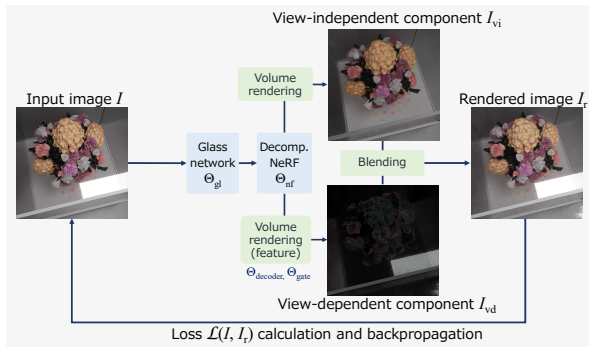 View-independent component I_vi
Volume
rendering
Input image I
Rendered image I_r
Glass
network
Θ_gl
Decomp.
NeRF
Θ_nf
Blending
Volume
rendering
(feature)
Θ_decoder, Θ_gate
View-dependent component I_vd
Loss ℒ(I, I_r) calculation and backpropagation